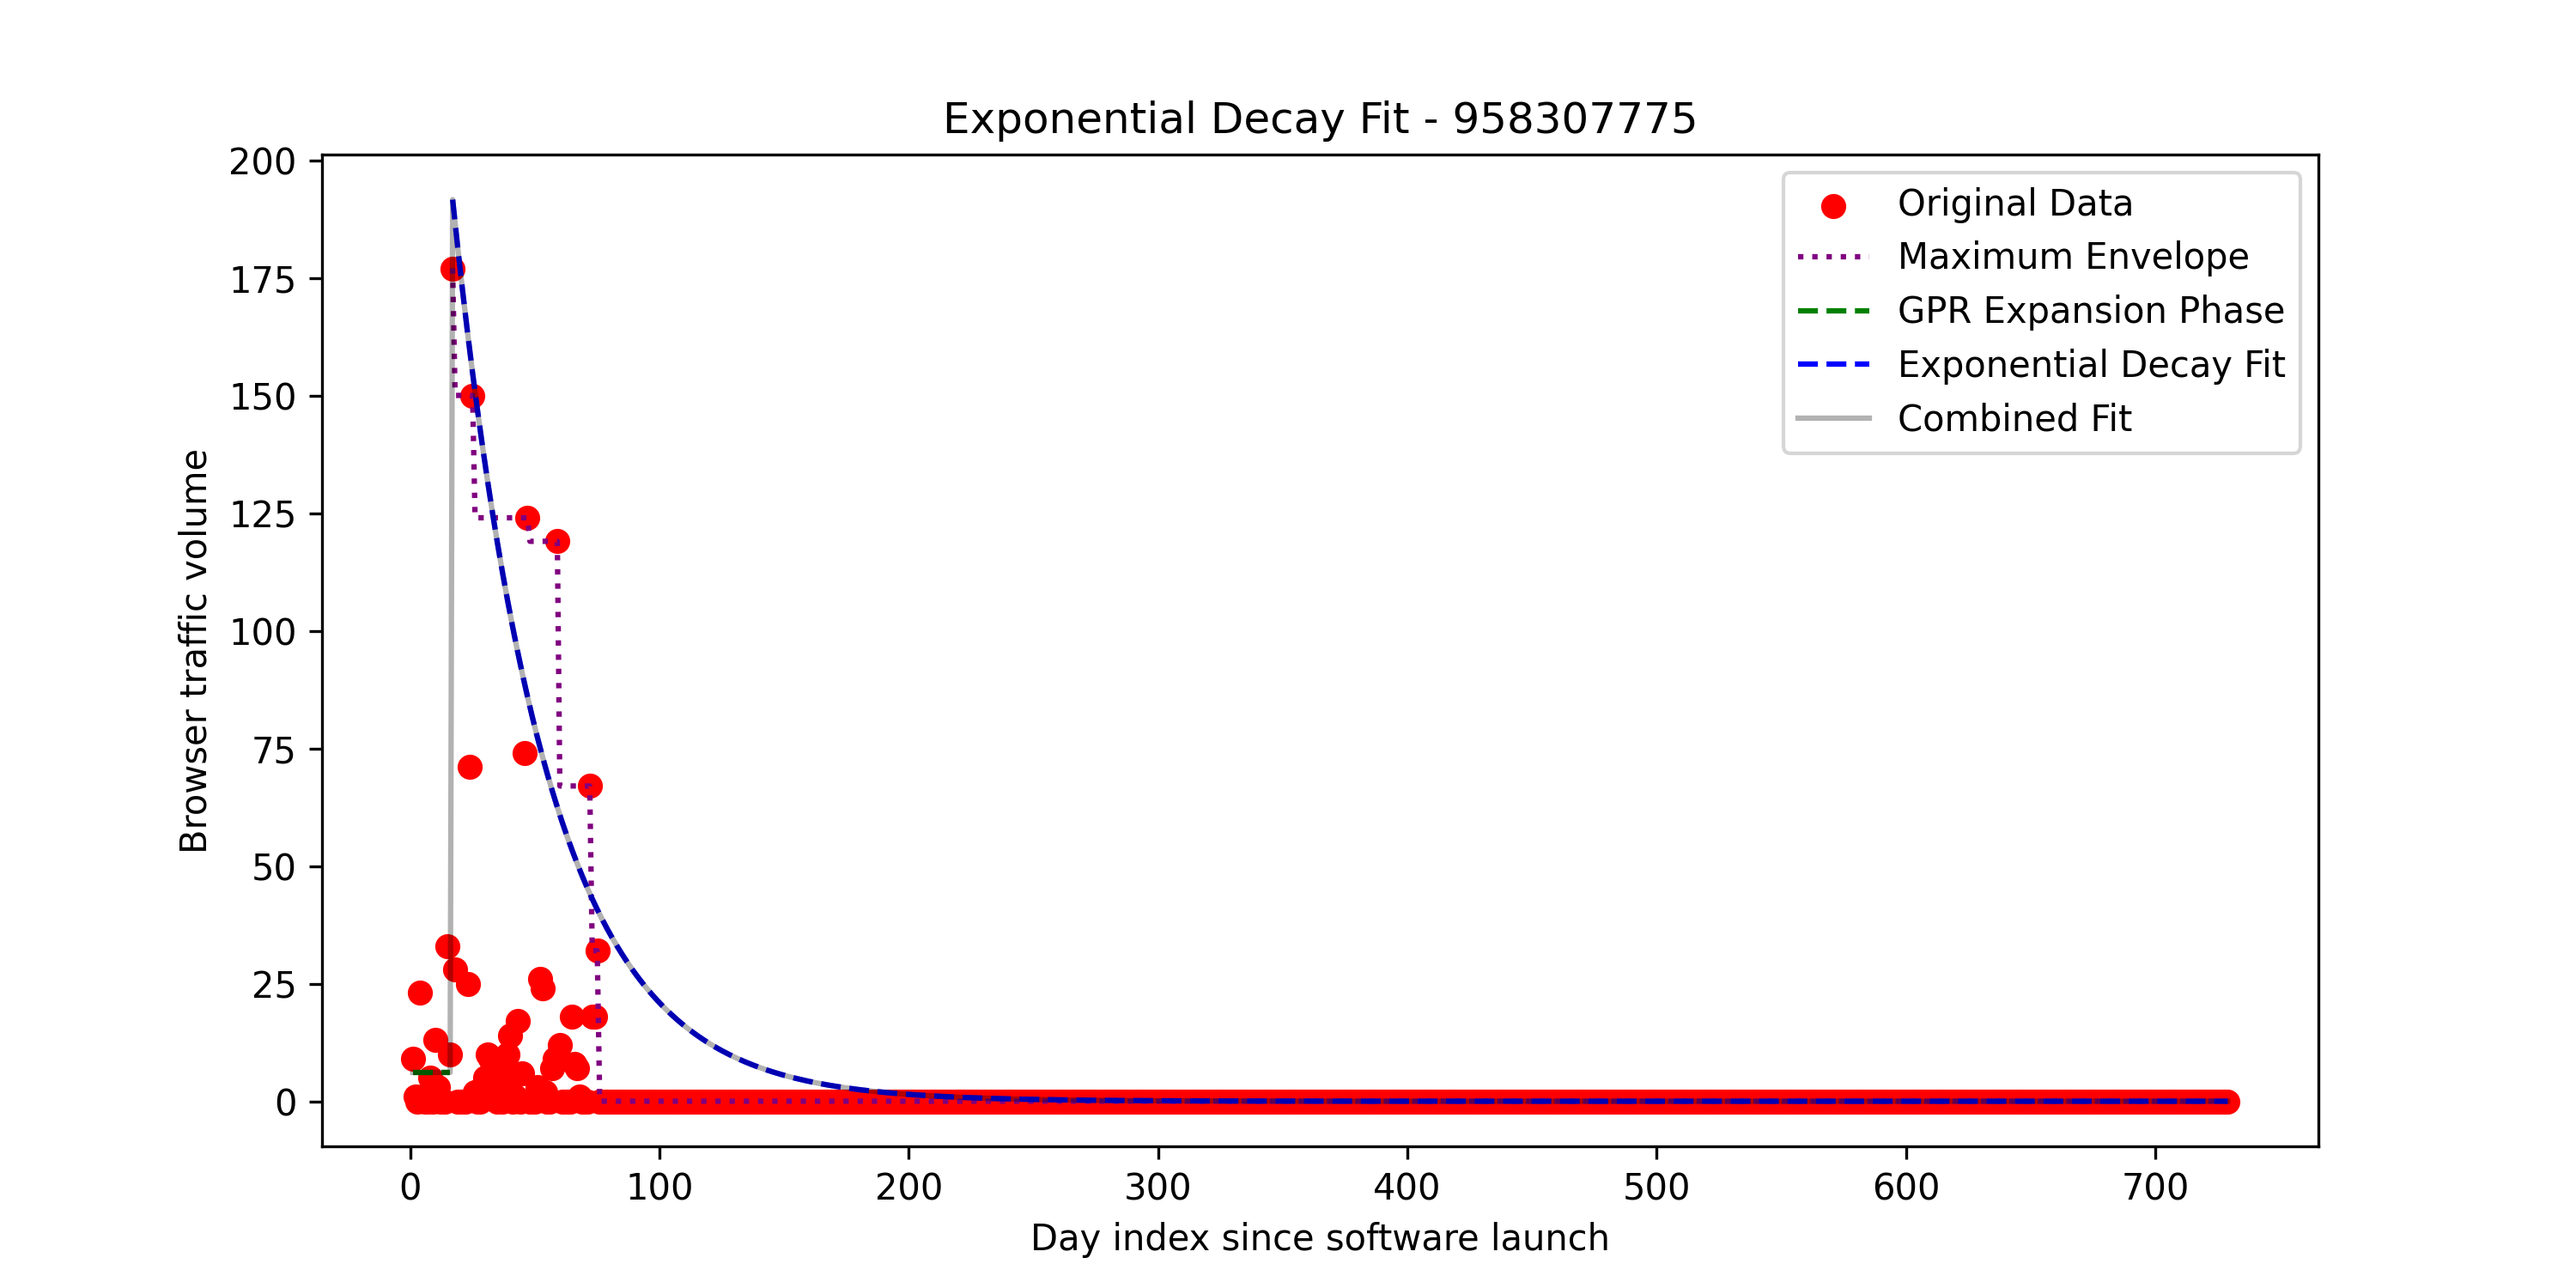 Exponential Decay Fit - 958307775
200
175
150
125
100
75
50
25
0
Browser traffic volume
Original Data
Maximum Envelope
GPR Expansion Phase
Exponential Decay Fit
Combined Fit
0 100 200 300 400 500 600 700
Day index since software launch